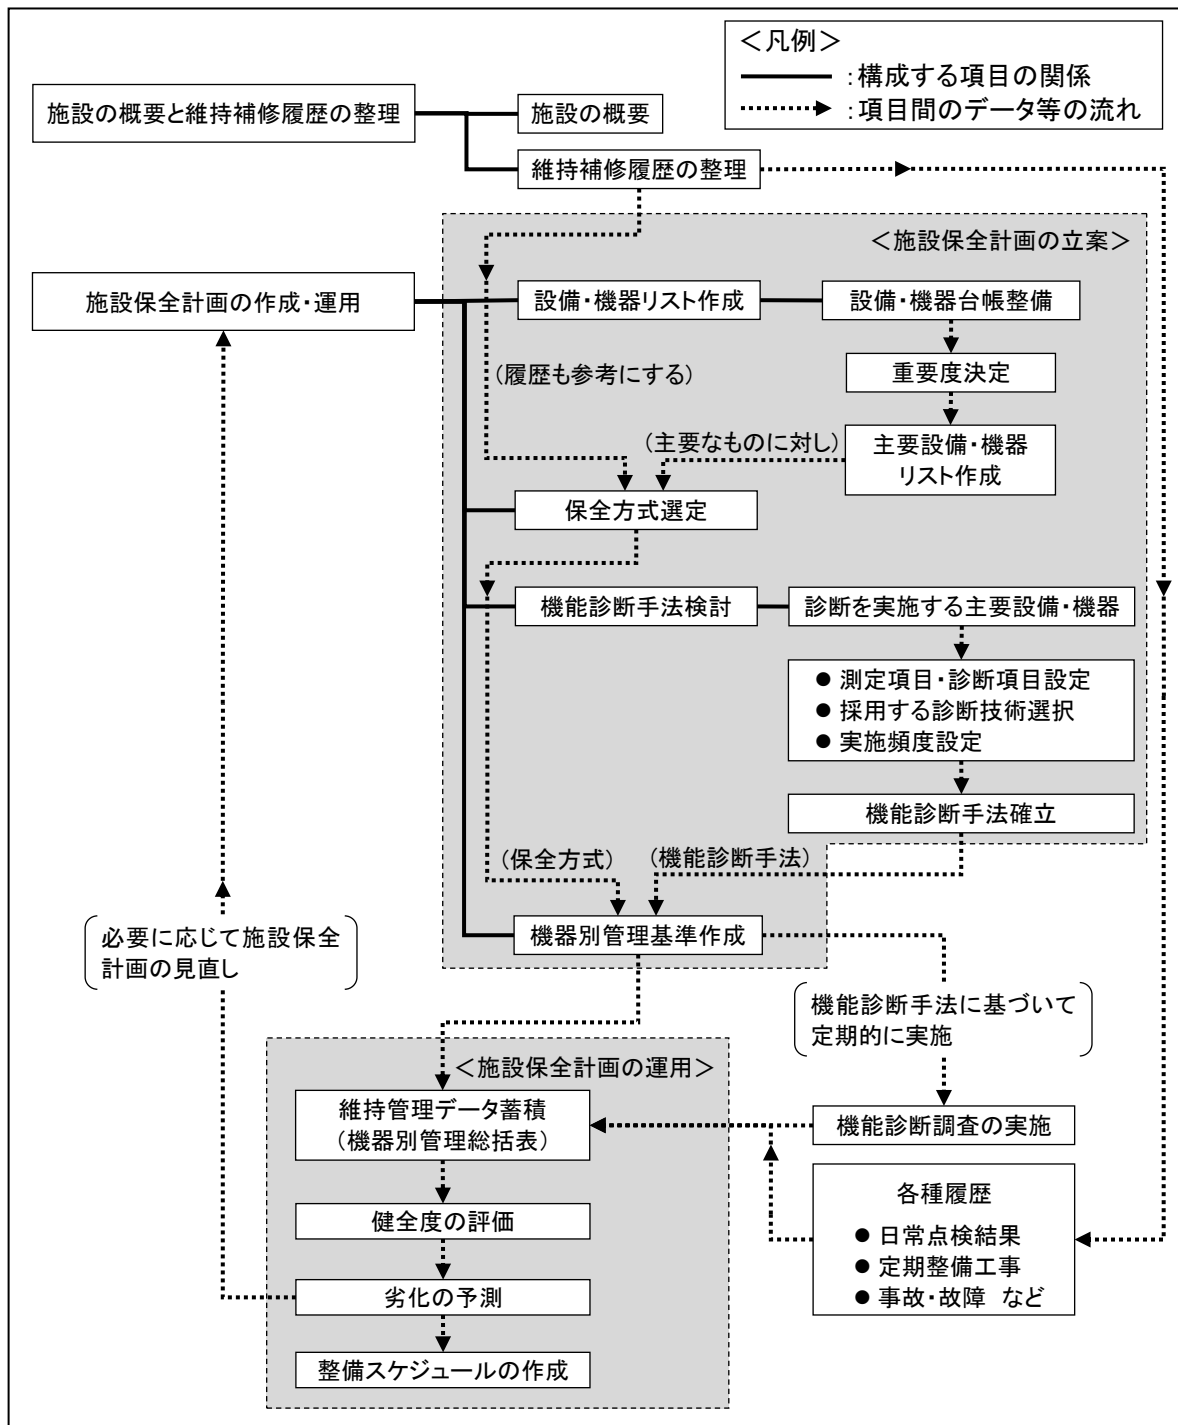 ＜凡例＞
：構成する項目の関係
：項目間のデータ等の流れ
施設の概要と維持補修履歴の整理
施設の概要
維持補修履歴の整理
＜施設保全計画の立案＞
施設保全計画の作成・運用
設備・機器リスト作成
設備・機器台帳整備
（履歴も参考にする）
重要度決定
（主要なものに対し）
主要設備・機器
リスト作成
保全方式選定
機能診断手法検討
診断を実施する主要設備・機器
● 測定項目・診断項目設定
● 採用する診断技術選択
● 実施頻度設定
機能診断手法確立
（保全方式）
（機能診断手法）
機器別管理基準作成
必要に応じて施設保全
計画の見直し
機能診断手法に基づいて
定期的に実施
＜施設保全計画の運用＞
維持管理データ蓄積
（機器別管理総括表）
機能診断調査の実施
健全度の評価
各種履歴
● 日常点検結果
● 定期整備工事
● 事故・故障　など
劣化の予測
整備スケジュールの作成